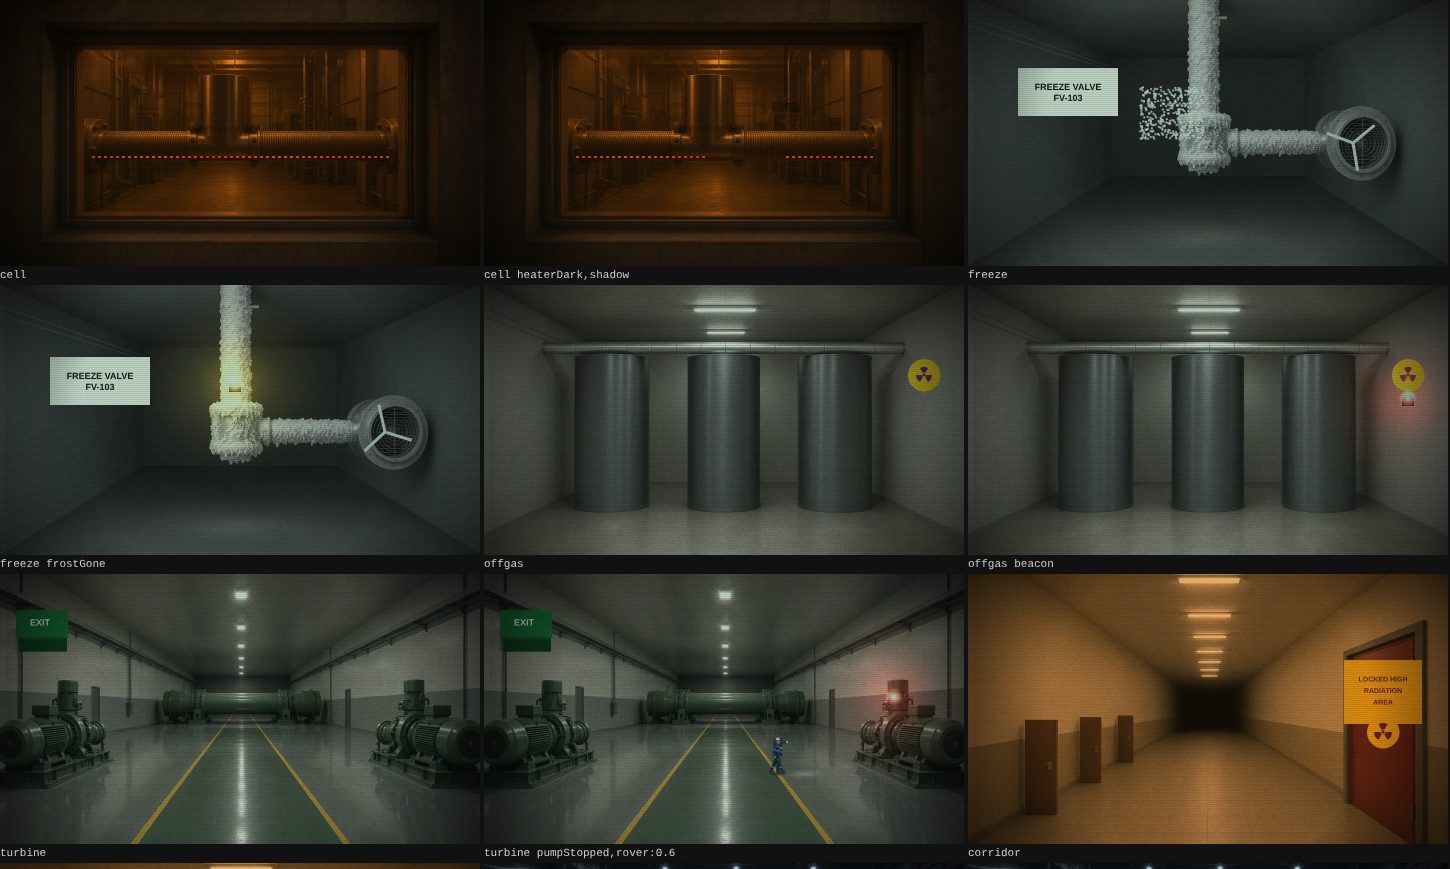 FREEZE VALVE
FV-103
cell
cell heaterDark,shadow
freeze
FREEZE VALVE
FV-103
freeze frostGone
offgas
offgas beacon
EXIT
EXIT
LOCKED HIGH
RADIATION
AREA
turbine
turbine pumpStopped,rover:0.6
corridor